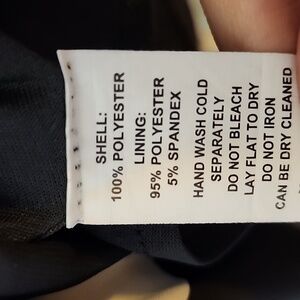 SHELL:
100% POLYESTER
LINING:
95% POLYESTER
5% SPANDEX
HAND WASH COLD
SEPARATELY
DO NOT BLEACH
LAY FLAT TO DRY
DO NOT IRON
CAN BE DRY CLEANED